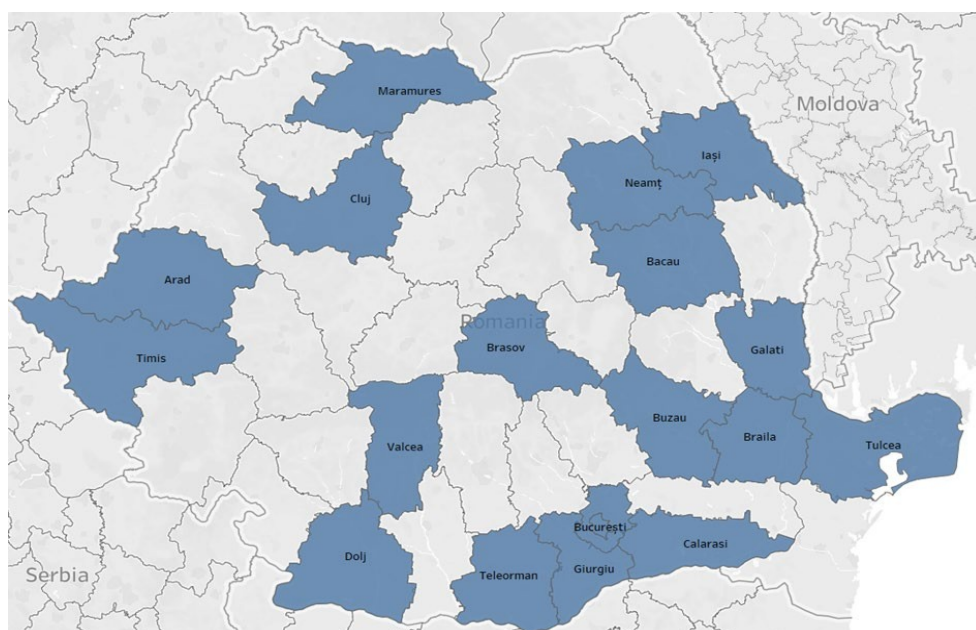 Maramures
Moldova
Iași
Neamț
Cluj
Bacau
Arad
Romania
Brasov
Galati
Timis
Buzau
Braila
Tulcea
Valcea
București
Calarasi
Dolj
Teleorman
Giurgiu
Serbia